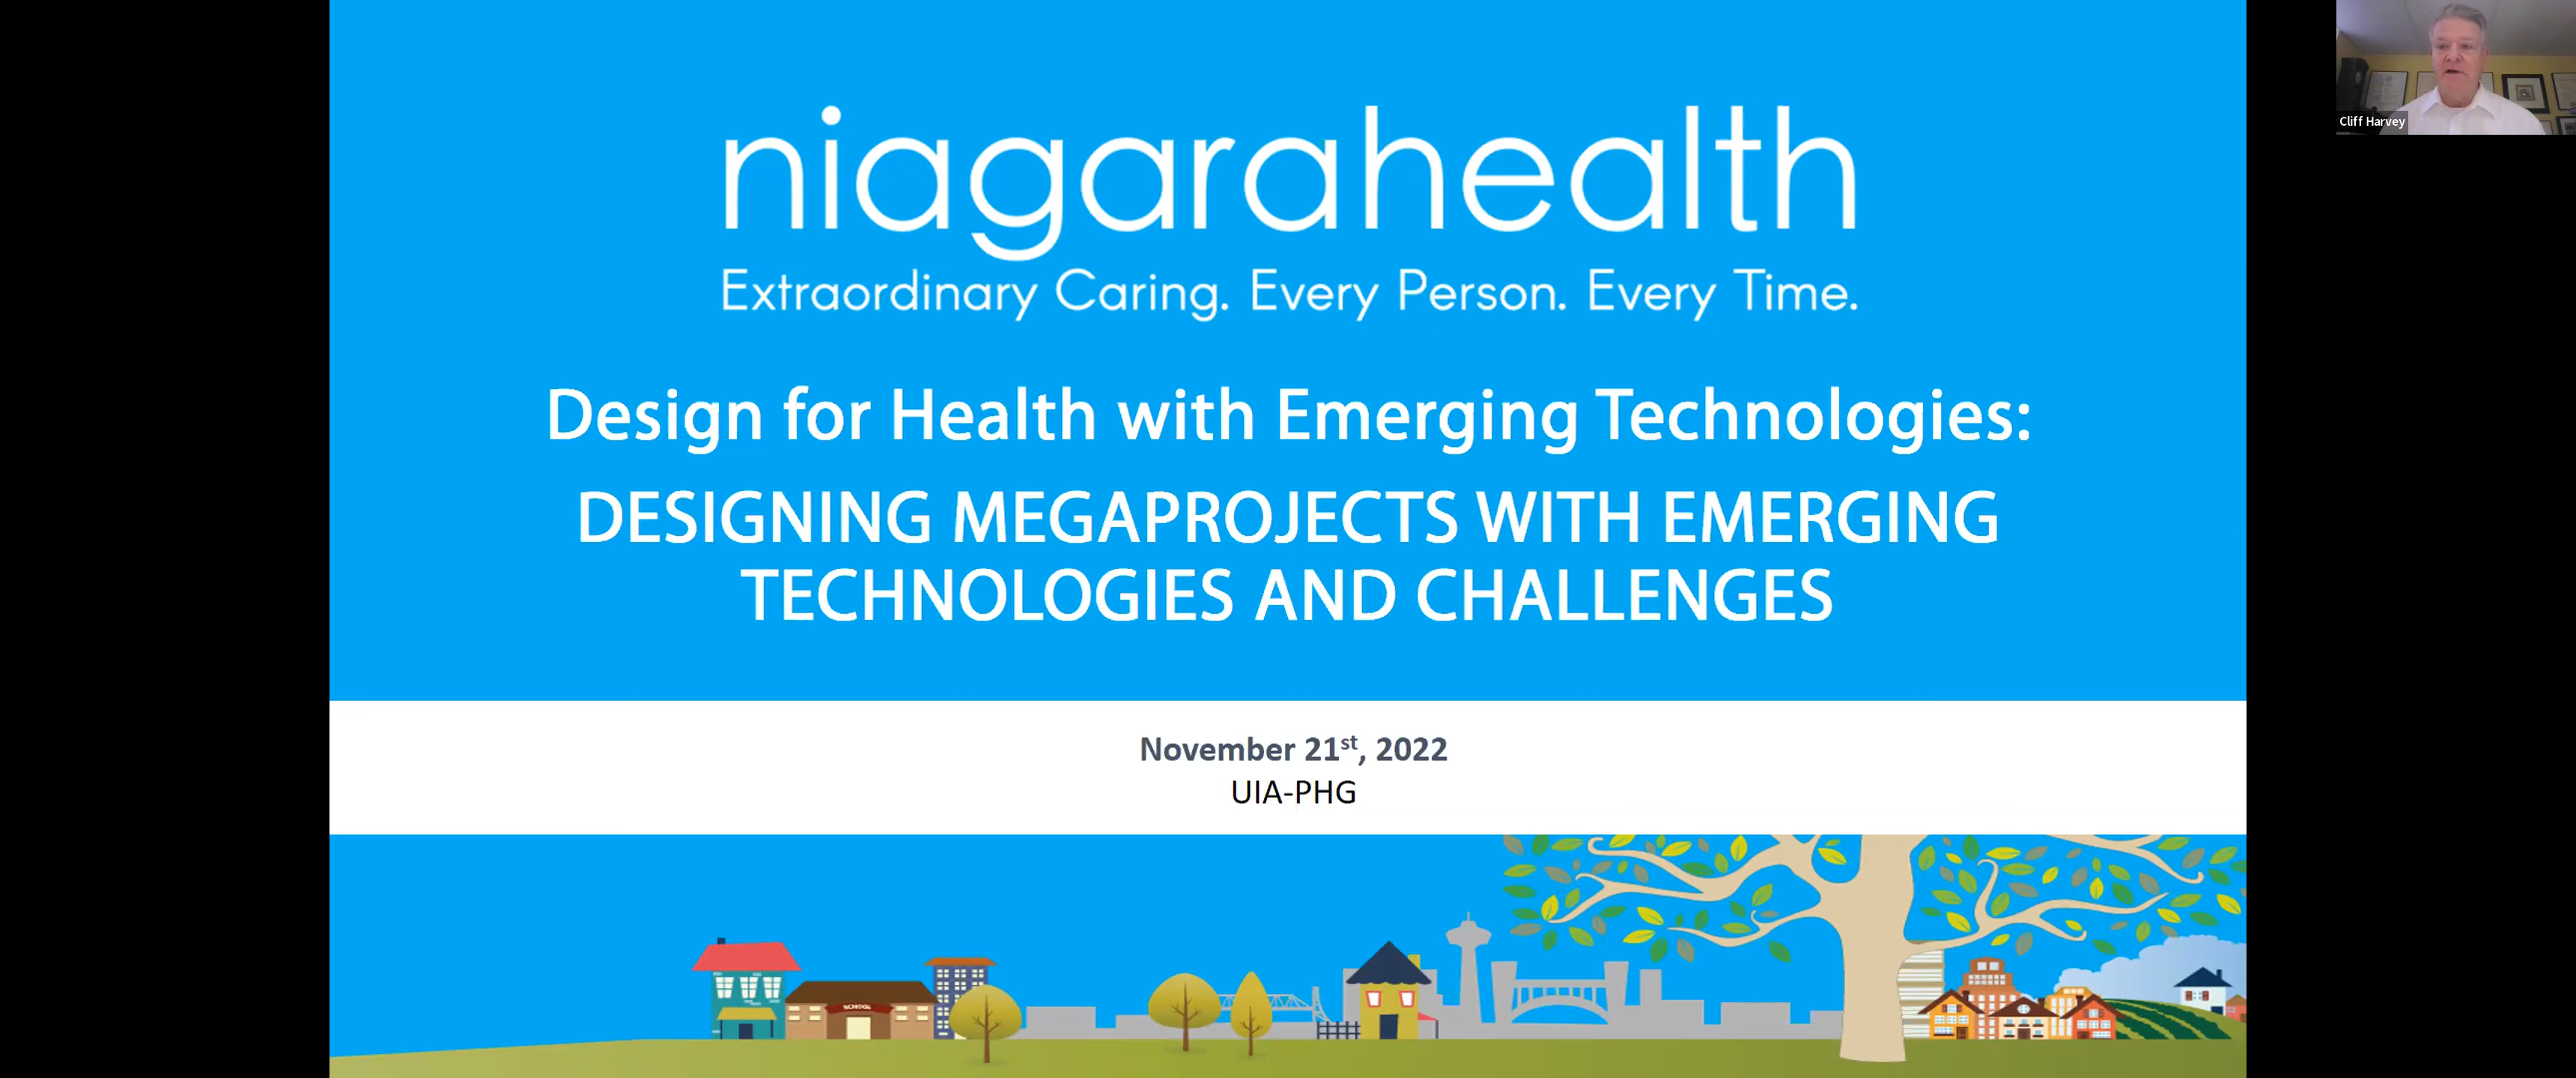 niagarahealth
Extraordinary Caring. Every Person. Every Time.
Design for Health with Emerging Technologies:
DESIGNING MEGAPROJECTS WITH EMERGING
TECHNOLOGIES AND CHALLENGES
November 21st, 2022
UIA-PHG
SCHOOL
Cliff Harvey